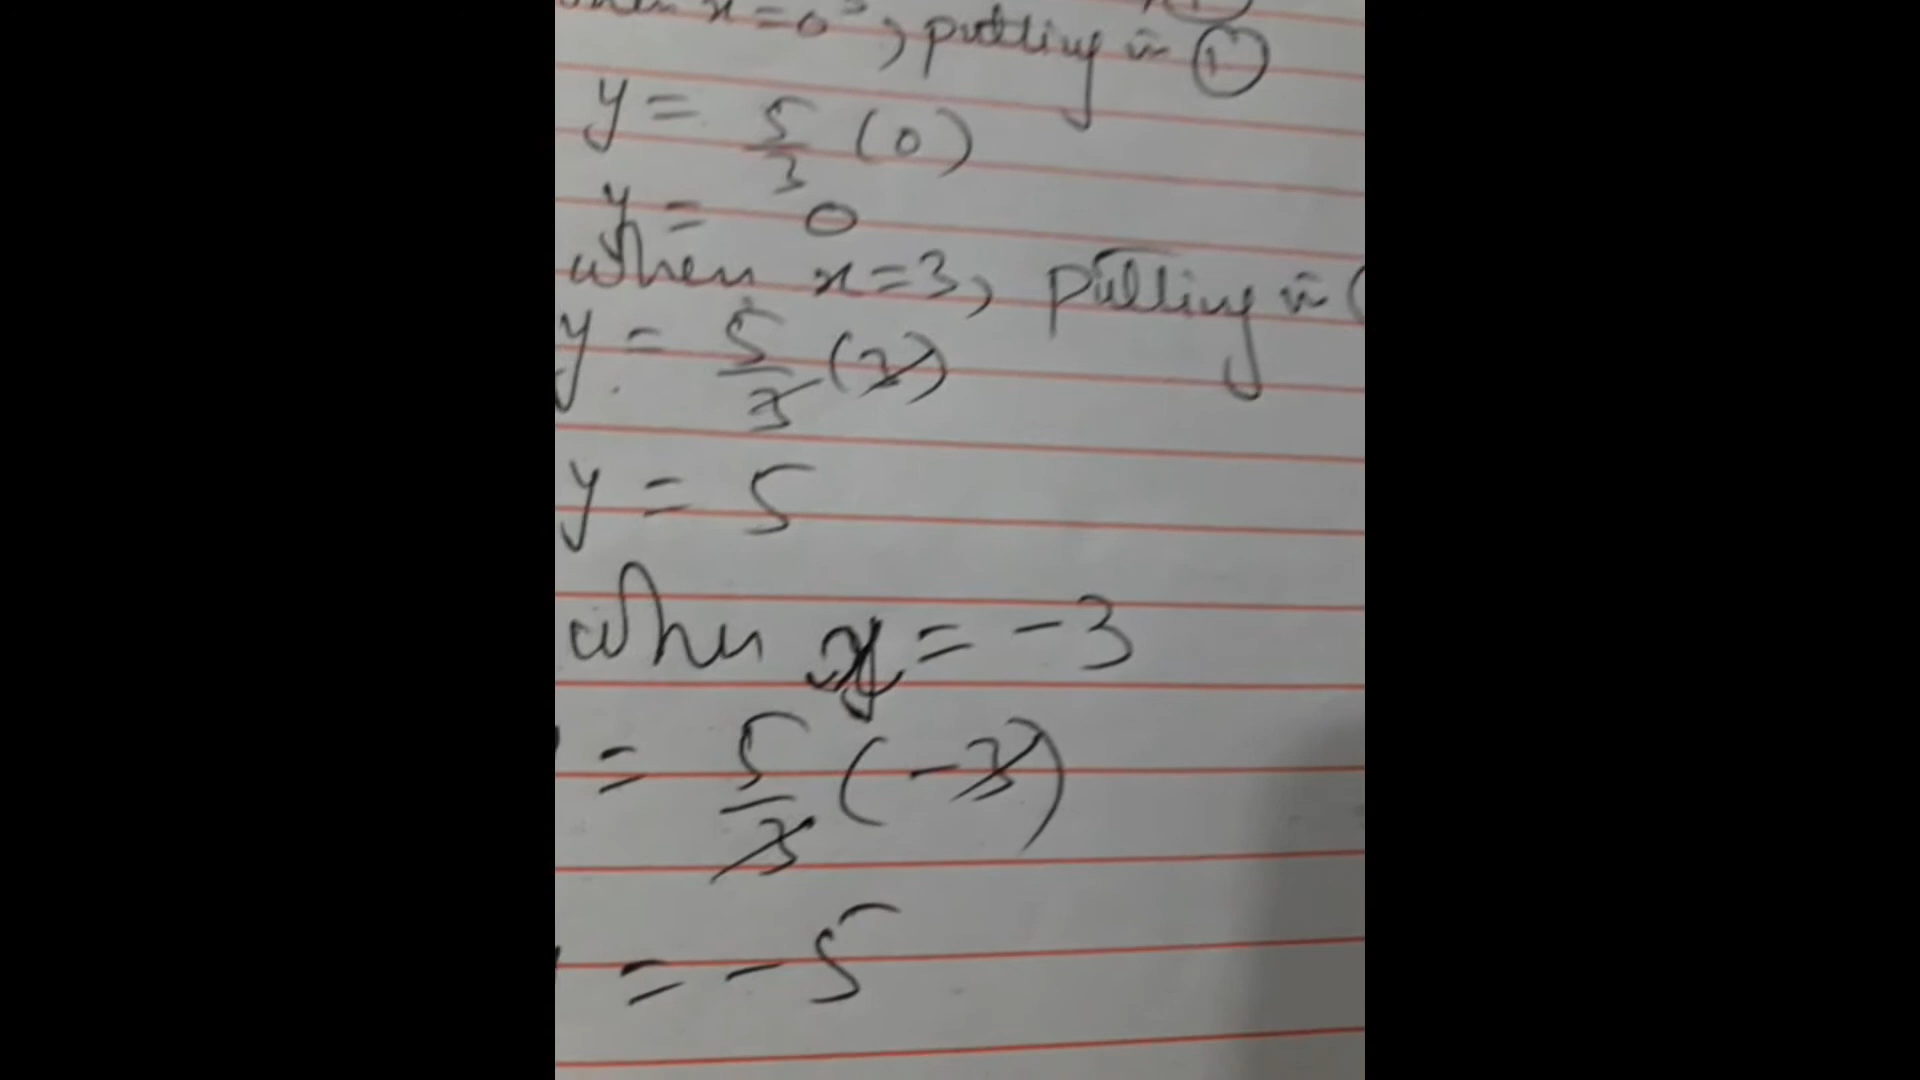 x=0, putting in ①
y = 5/3 (0)
y = 0
when x=3, putting in (
y = 5/3 (3)
y = 5
when x = -3
= 5/3 (-3)
= -5